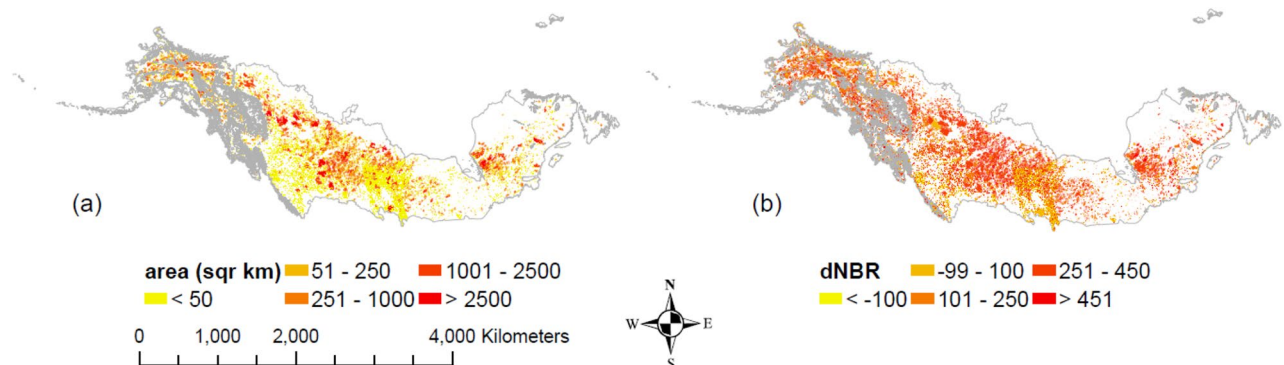 (a)
(b)
area (sqr km) 51 - 250 1001 - 2500
< 50 251 - 1000 > 2500
0 1,000 2,000 4,000 Kilometers
N
W E
S
dNBR -99 - 100 251 - 450
< -100 101 - 250 > 451